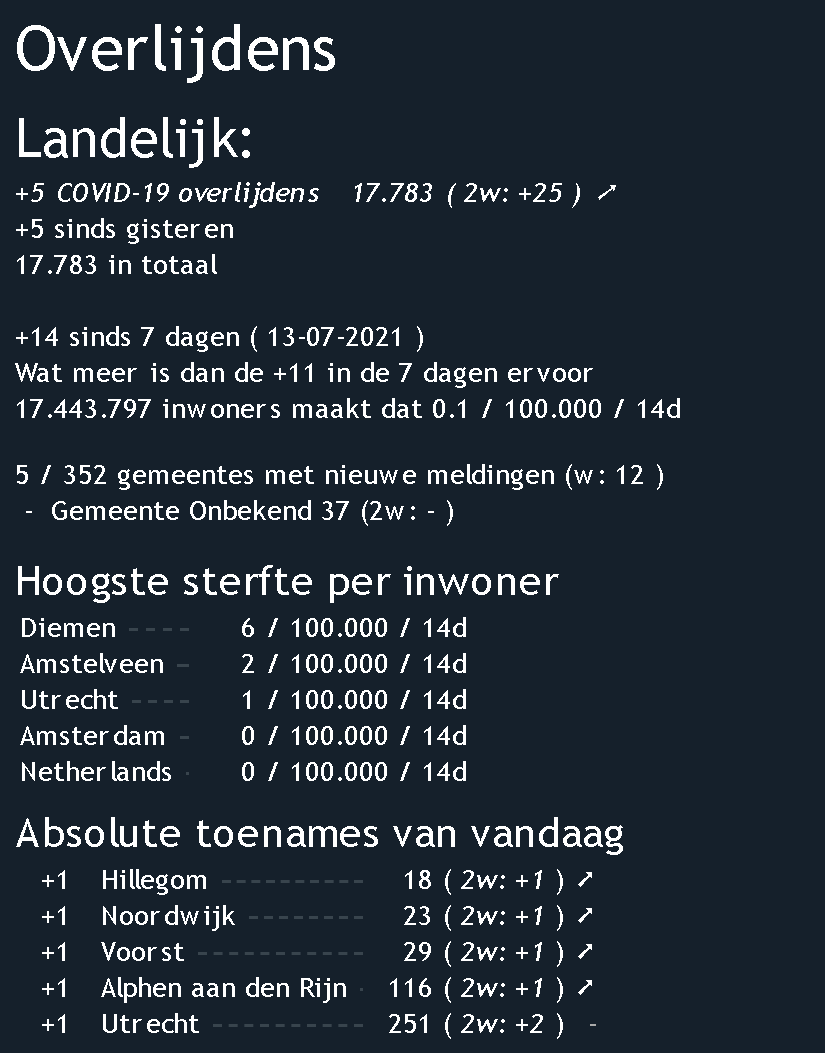 Overlijdens
Landelijk:
+5 COVID-19 overlijdens 17.783 ( 2w: +25 ) ↗
+5 sinds gisteren
17.783 in totaal
+14 sinds 7 dagen ( 13-07-2021 )
Wat meer is dan de +11 in de 7 dagen ervoor
17.443.797 inwoners maakt dat 0.1 / 100.000 / 14d
5 / 352 gemeentes met nieuwe meldingen (w: 12 )
- Gemeente Onbekend 37 (2w: - )
Hoogste sterfte per inwoner
Diemen ---- 6 / 100.000 / 14d
Amstelveen - 2 / 100.000 / 14d
Utrecht ---- 1 / 100.000 / 14d
Amsterdam - 0 / 100.000 / 14d
Netherlands · 0 / 100.000 / 14d
Absolute toenames van vandaag
+1 Hillegom ---------- 18 ( 2w: +1 ) ↗
+1 Noordwijk -------- 23 ( 2w: +1 ) ↗
+1 Voorst ------------ 29 ( 2w: +1 ) ↗
+1 Alphen aan den Rijn · 116 ( 2w: +1 ) ↗
+1 Utrecht ----------- 251 ( 2w: +2 ) -